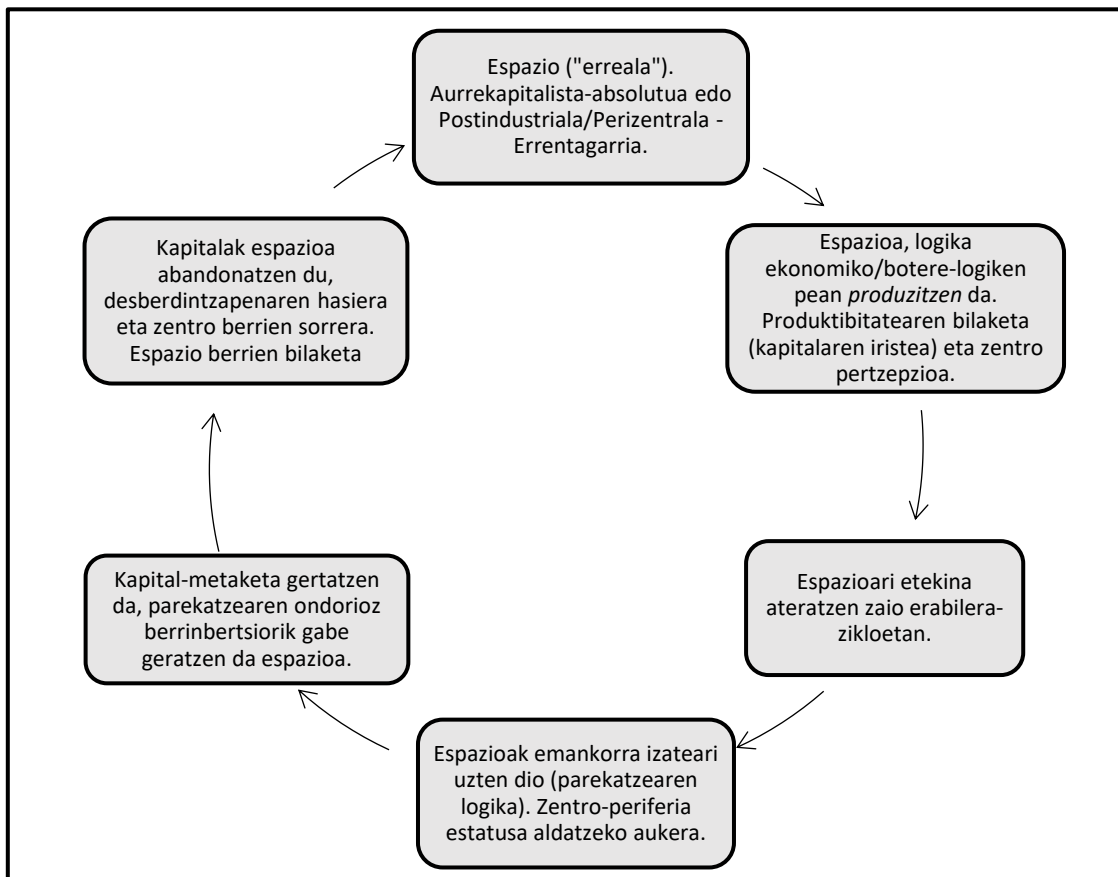 Espazio ("erreala").
Aurrekapitalista-absolutua edo
Postindustriala/Perizentrala -
Errentagarria.
Espazioa, logika
ekonomiko/botere-logiken
pean produzitzen da.
Produktibitatearen bilaketa
(kapitalaren iristea) eta zentro
pertzepzioa.
Espazioari etekina
ateratzen zaio erabilera-
zikloetan.
Espazioak emankorra izateari
uzten dio (parekatzearen
logika). Zentro-periferia
estatusa aldatzeko aukera.
Kapital-metaketa gertatzen
da, parekatzearen ondorioz
berrinbertsiorik gabe
geratzen da espazioa.
Kapitalak espazioa
abandonatzen du,
desberdintzapenaren hasiera
eta zentro berrien sorrera.
Espazio berrien bilaketa